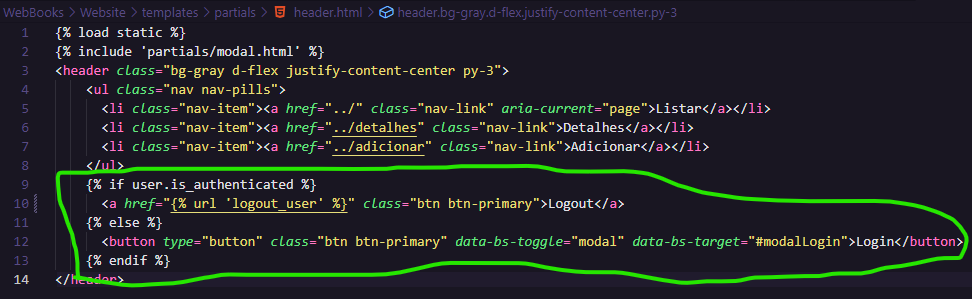 WebBooks > Website > templates > partials > header.html > header.bg-gray.d-flex.justify-content-center.py-3
1 {% load static %}
2 {% include 'partials/modal.html' %}
3 <header class="bg-gray d-flex justify-content-center py-3">
4 <ul class="nav nav-pills">
5 <li class="nav-item"><a href="../" class="nav-link" aria-current="page">Listar</a></li>
6 <li class="nav-item"><a href="../detalhes" class="nav-link">Detalhes</a></li>
7 <li class="nav-item"><a href="../adicionar" class="nav-link">Adicionar</a></li>
8 </ul>
9 {% if user.is_authenticated %}
10 <a href="{% url 'logout_user' %}" class="btn btn-primary">Logout</a>
11 {% else %}
12 <button type="button" class="btn btn-primary" data-bs-toggle="modal" data-bs-target="#modalLogin">Login</button>
13 {% endif %}
14 </header>